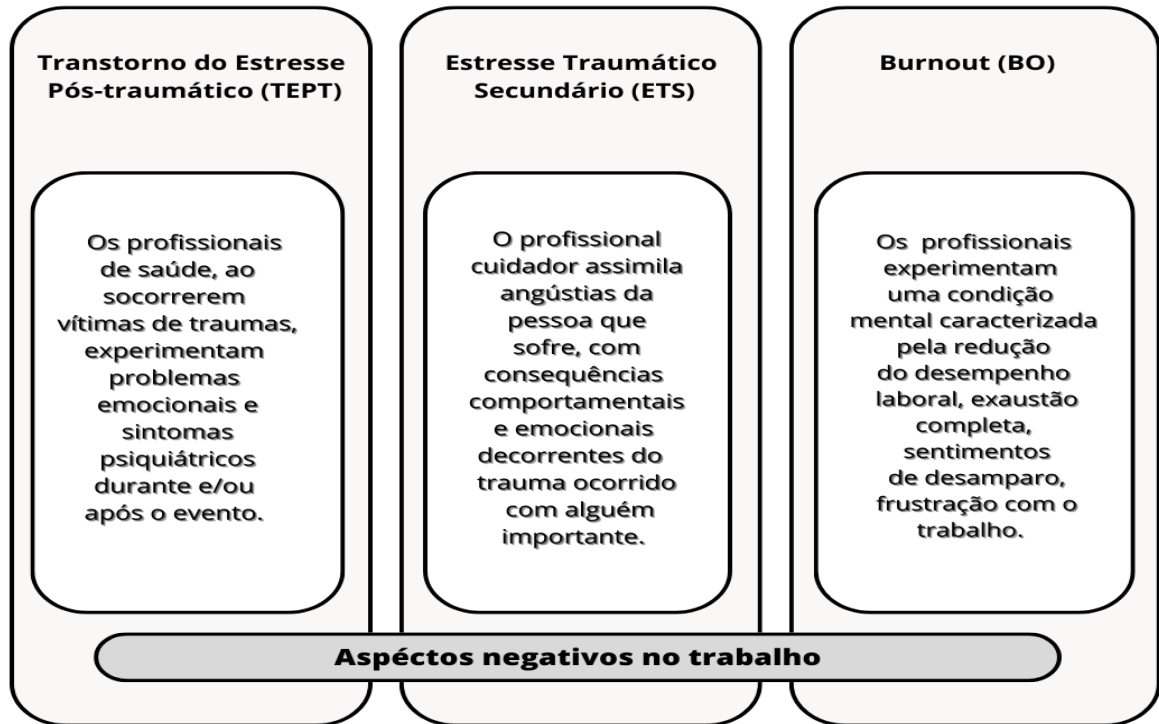 Transtorno do Estresse
Pós-traumático (TEPT)
Os profissionais
de saúde, ao
socorrerem
vítimas de traumas,
experimentam
problemas
emocionais e
sintomas
psiquiátricos
durante e/ou
após o evento.
Estresse Traumático
Secundário (ETS)
O profissional
cuidador assimila
angústias da
pessoa que
sofre, com
consequências
comportamentais
e emocionais
decorrentes do
trauma ocorrido
com alguém
importante.
Burnout (BO)
Os profissionais
experimentam
uma condição
mental caracterizada
pela redução
do desempenho
laboral, exaustão
completa,
sentimentos
de desamparo,
frustração com o
trabalho.
Aspéctos negativos no trabalho